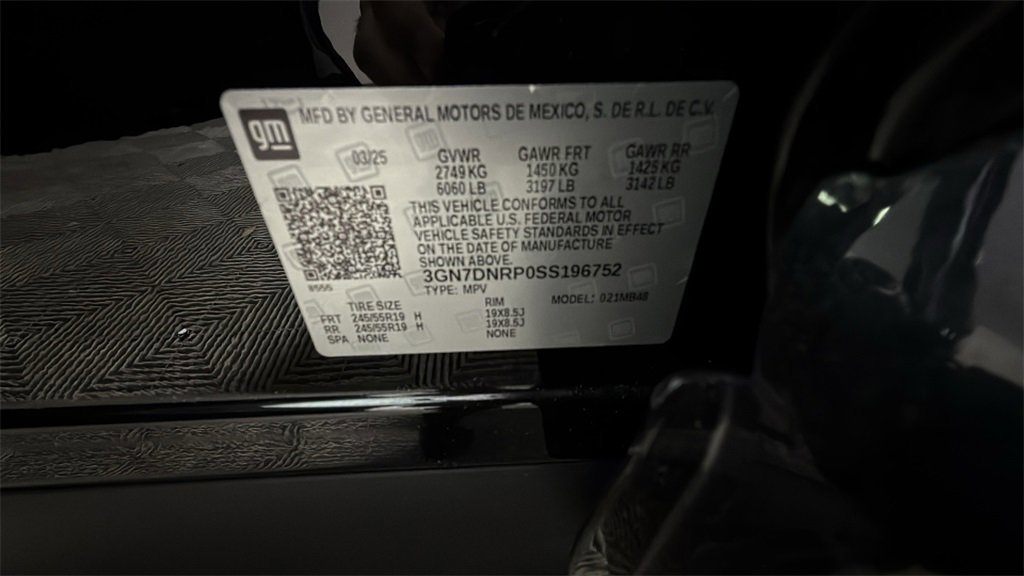 gm
MFD BY GENERAL MOTORS DE MEXICO, S. DE R.L. DE C.V.
03/25 GVWR GAWR FRT GAWR RR
2749 KG 1450 KG 1425 KG
6060 LB 3197 LB 3142 LB
THIS VEHICLE CONFORMS TO ALL
APPLICABLE U.S. FEDERAL MOTOR
VEHICLE SAFETY STANDARDS IN EFFECT
ON THE DATE OF MANUFACTURE
SHOWN ABOVE.
3GN7DNRP0SS196752
TYPE: MPV MODEL: 021MB48
TIRE SIZE RIM
FRT 245/55R19 H 19X8.5J
RR 245/55R19 H 19X8.5J
SPA NONE NONE